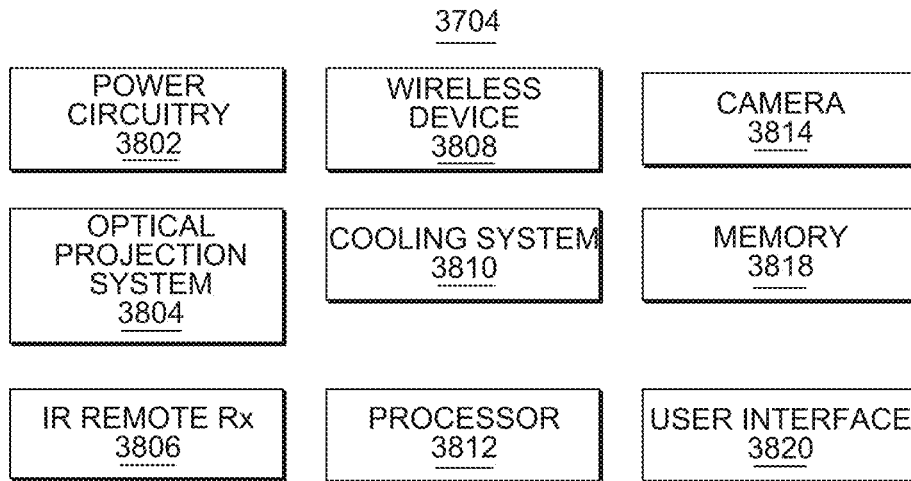 3704
POWER
CIRCUITRY
3802
WIRELESS
DEVICE
3808
CAMERA
3814
OPTICAL
PROJECTION
SYSTEM
3804
COOLING SYSTEM
3810
MEMORY
3818
IR REMOTE Rx
3806
PROCESSOR
3812
USER INTERFACE
3820